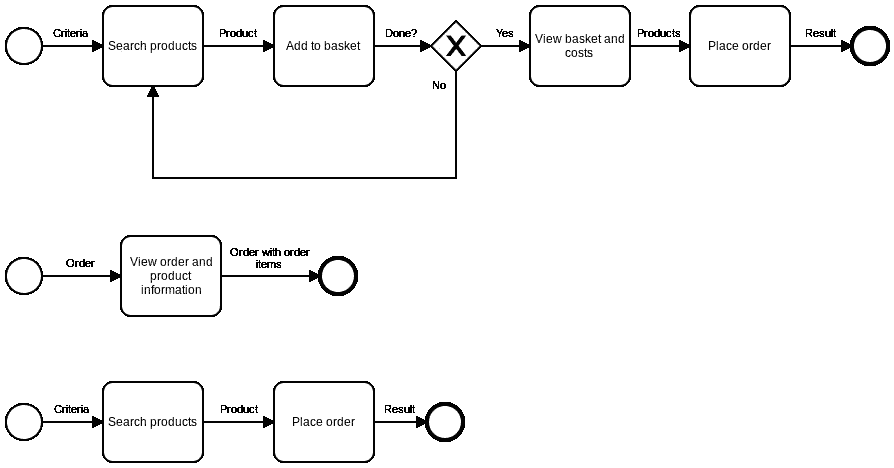 Criteria
Search products
Product
Add to basket
Done?
X
Yes
View basket and
costs
Products
Place order
Result
No
Order
View order and
product
information
Order with order
items
Criteria
Search products
Product
Place order
Result